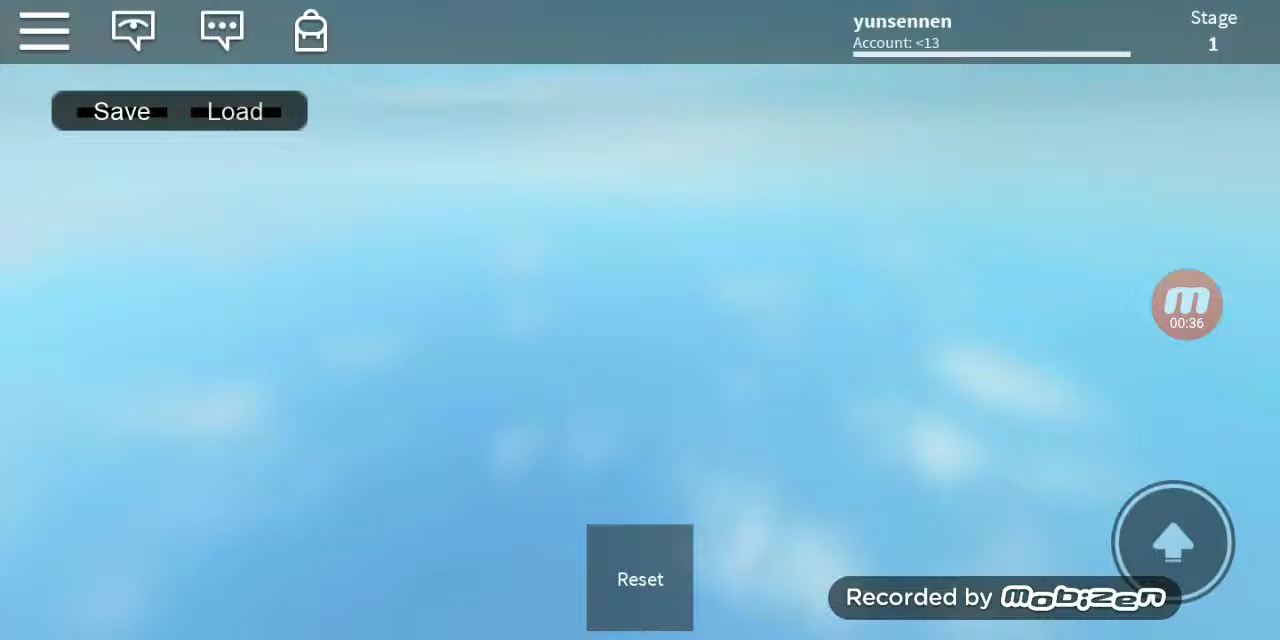 yunsennen
Account: <13
Stage
1
Save
Load
00:36
Reset
Recorded by mobizen